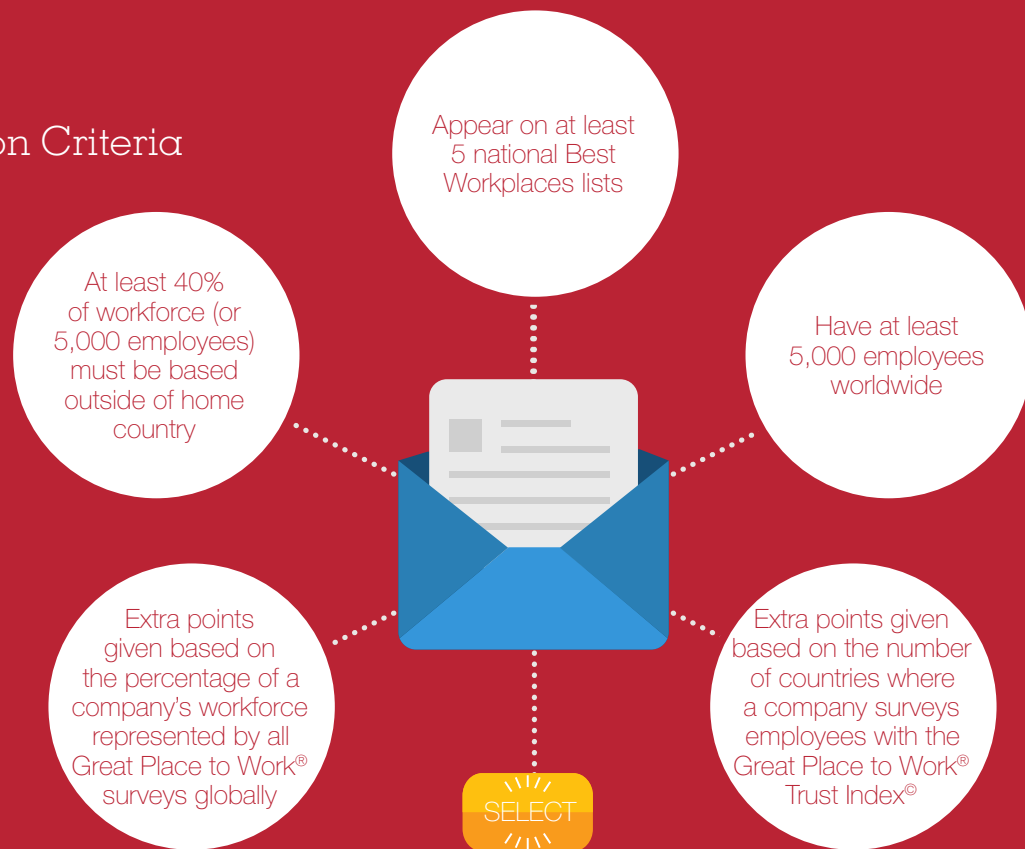 on Criteria
Appear on at least
5 national Best
Workplaces lists
At least 40%
of workforce (or
5,000 employees)
must be based
outside of home
country
Have at least
5,000 employees
worldwide
Extra points
given based on
the percentage of a
company's workforce
represented by all
Great Place to Work®
surveys globally
Extra points given
based on the number
of countries where
a company surveys
employees with the
Great Place to Work®
Trust Index©
SELECT